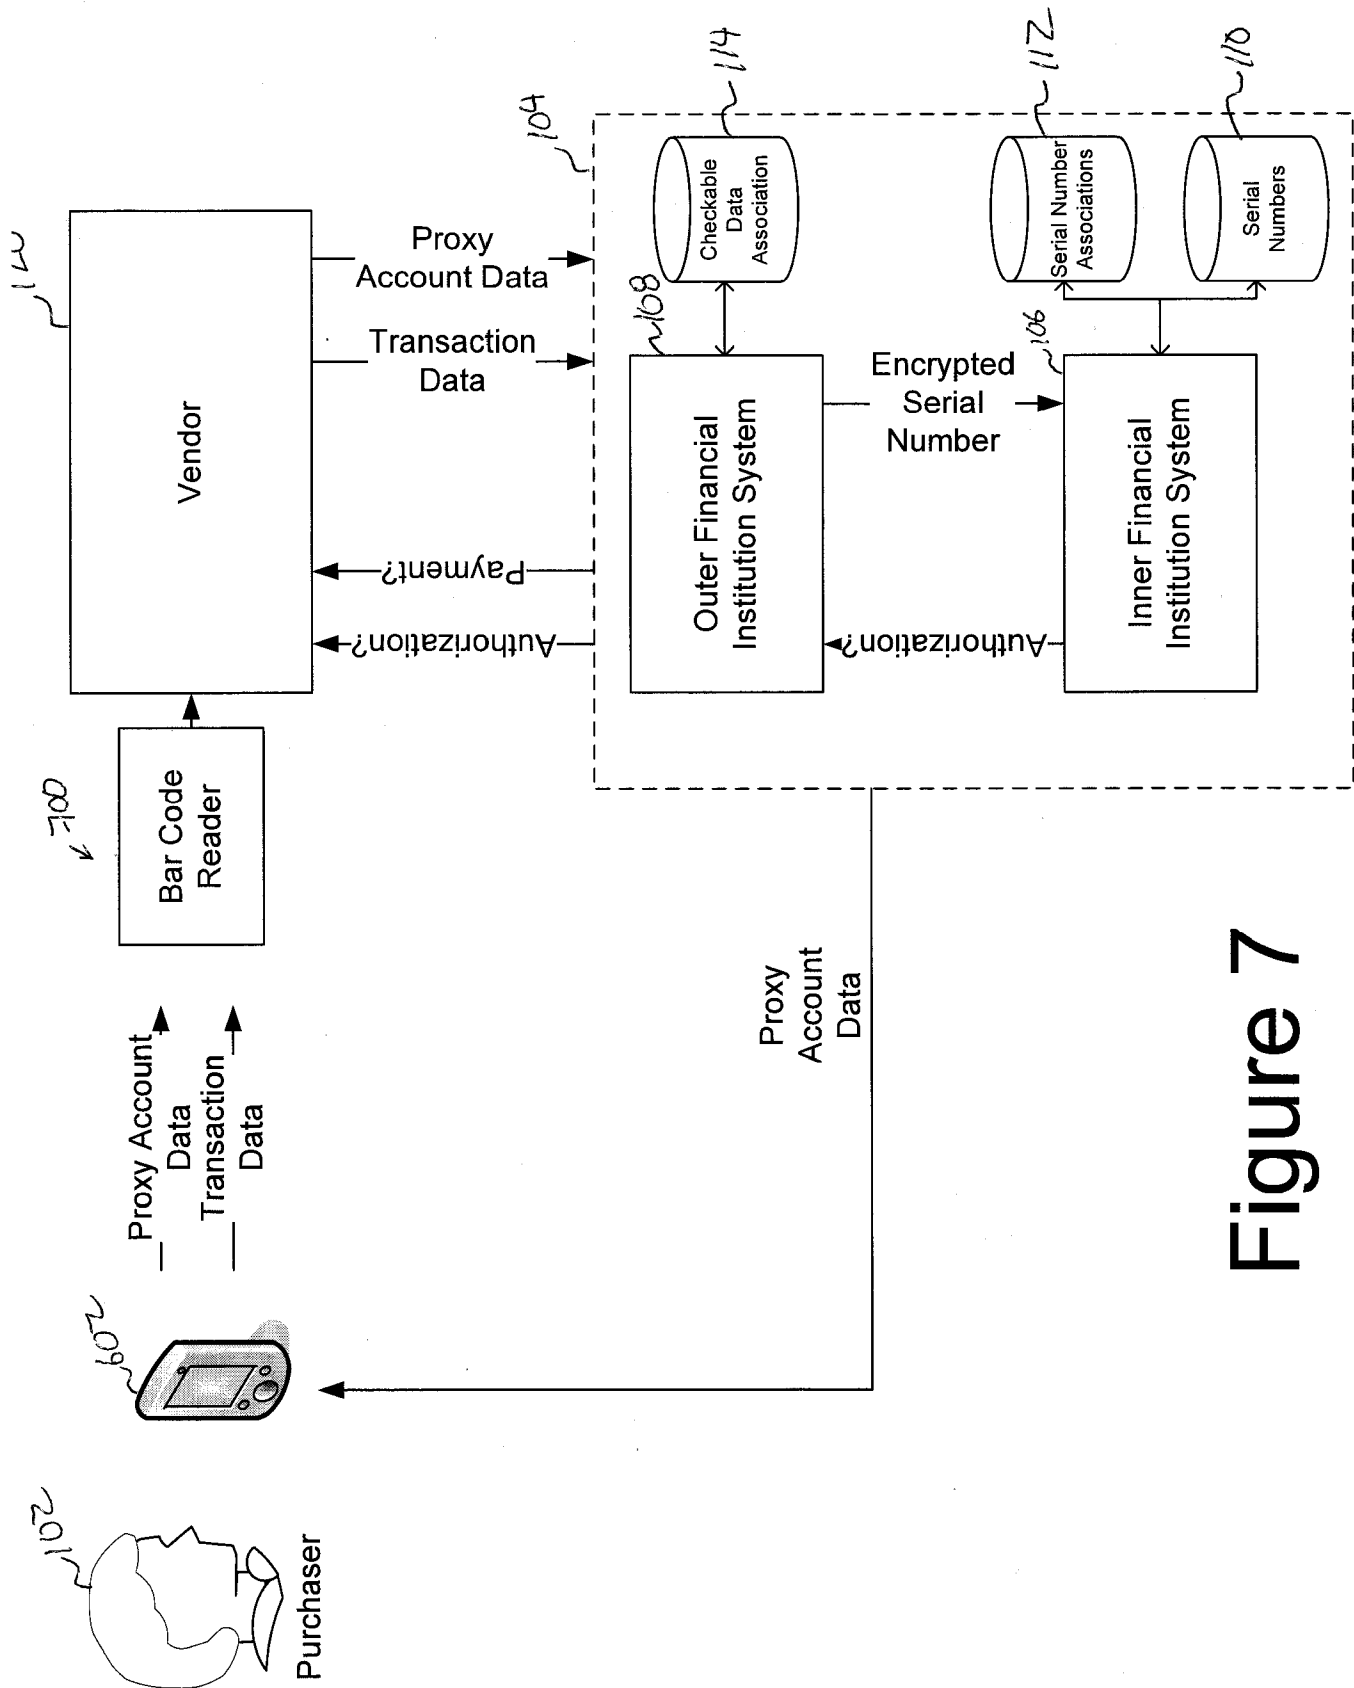 102
Purchaser
602
Proxy Account
Data
Transaction
Data
700
Bar Code
Reader
Vendor
Authorization?
Payment?
Transaction
Data
Proxy
Account Data
104
Proxy
Account
Data
108
Outer Financial
Institution System
Checkable
Data
Association
114
Authorization?
Encrypted
Serial
Number
106
Inner Financial
Institution System
Serial Number
Associations
112
Serial
Numbers
110
Figure 7